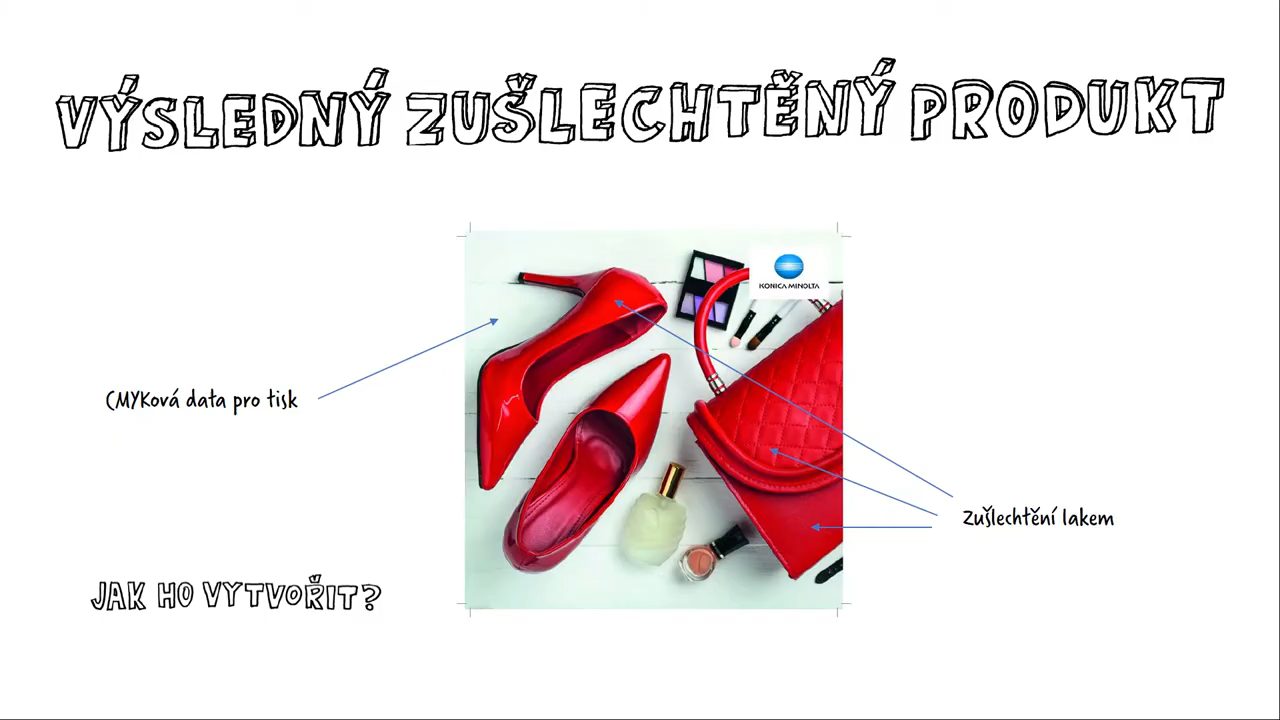 VÝSLEDNÝ ZUŠLECHTĚNÝ PRODUKT
KONICA MINOLTA
CMYKová data pro tisk
Zušlechtění lakem
JAK HO VYTVOŘIT?